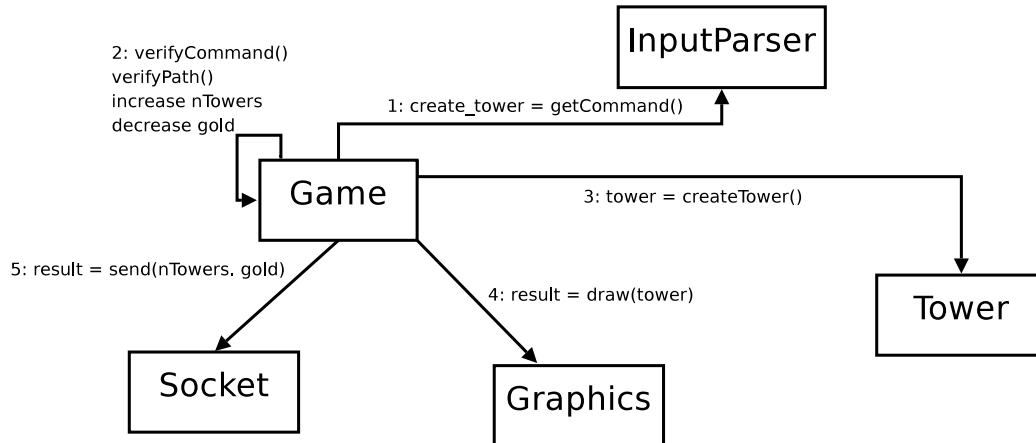 InputParser
2: verifyCommand()
verifyPath()
increase nTowers
decrease gold
1: create_tower = getCommand()
Game
3: tower = createTower()
5: result = send(nTowers. gold)
4: result = draw(tower)
Tower
Socket
Graphics